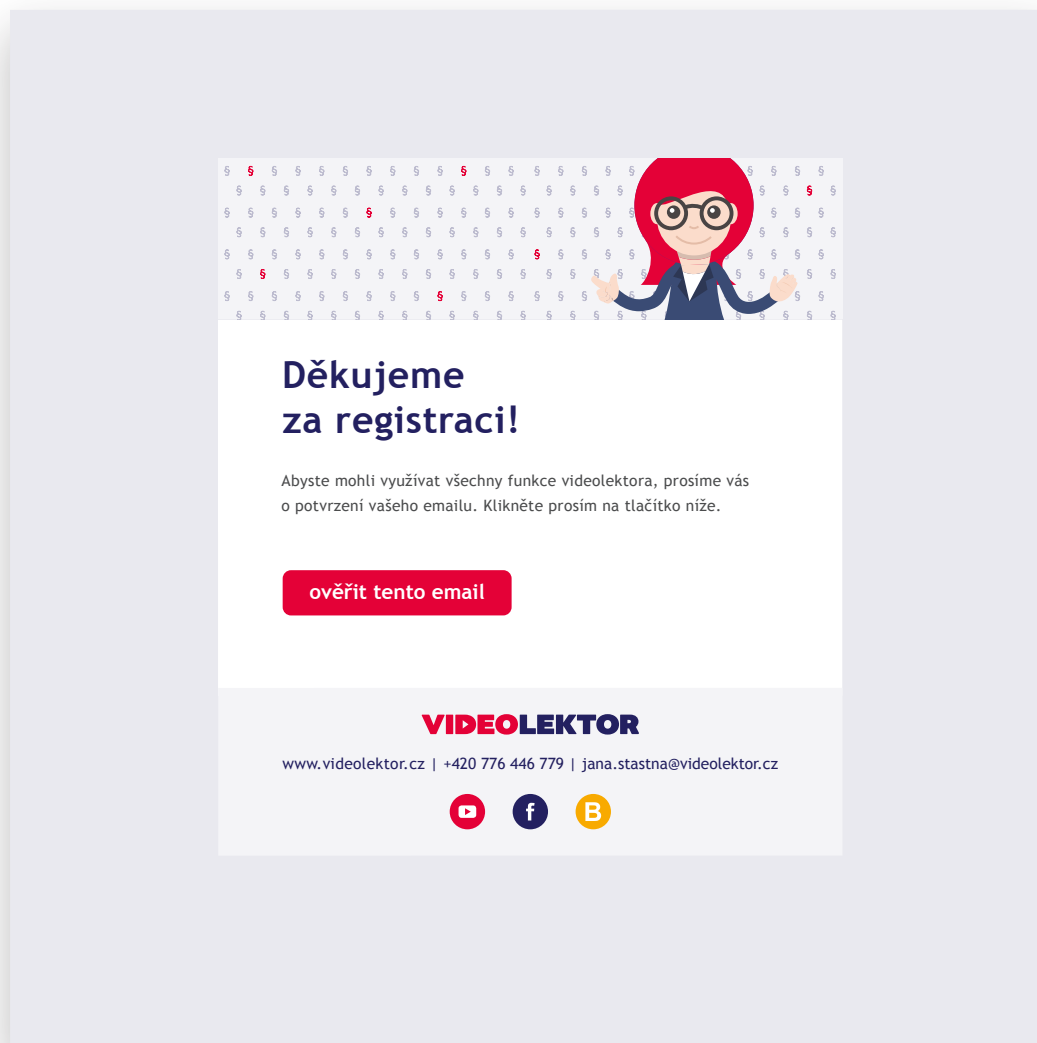 Děkujeme
za registraci!
Abyste mohli využívat všechny funkce videolektora, prosíme vás
o potvrzení vašeho emailu. Klikněte prosím na tlačítko níže.
ověřit tento email
VIDEOLEKTOR
www.videolektor.cz | +420 776 446 779 | jana.stastna@videolektor.cz
f B